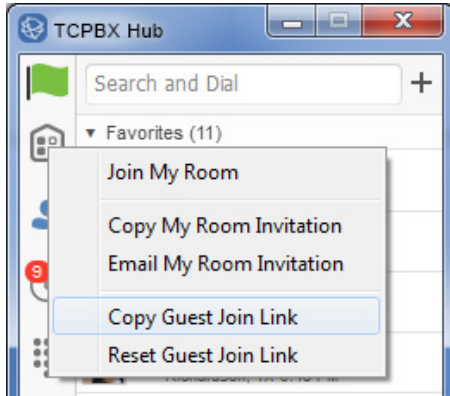 TCPBX Hub
Search and Dial
Favorites (11)
Join My Room
Copy My Room Invitation
Email My Room Invitation
9
Copy Guest Join Link
Reset Guest Join Link